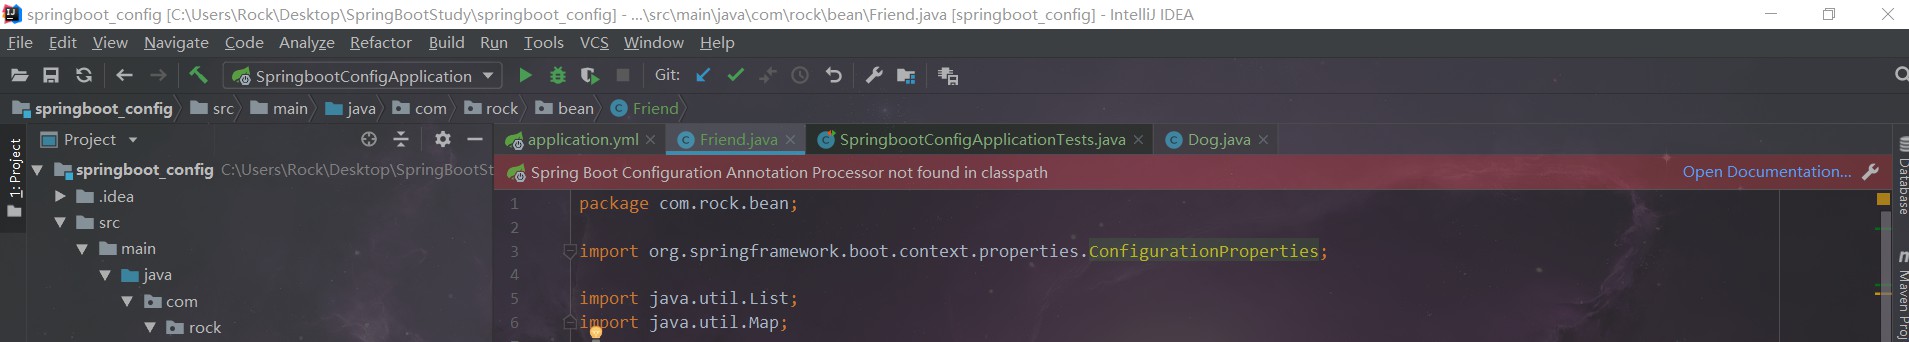 springboot_config [C:\Users\Rock\Desktop\SpringBootStudy\springboot_config] - ...\src\main\java\com\rock\bean\Friend.java [springboot_config] - IntelliJ IDEA
File Edit View Navigate Code Analyze Refactor Build Run Tools VCS Window Help
SpringbootConfigApplication Git:
springboot_config src main java com rock bean Friend
1: Project
Project
application.yml Friend.java SpringbootConfigApplicationTests.java Dog.java
springboot_config C:\Users\Rock\Desktop\SpringBootSt
.idea
src
main
java
com
rock
Spring Boot Configuration Annotation Processor not found in classpath Open Documentation...
1 package com.rock.bean;
2
3 import org.springframework.boot.context.properties.ConfigurationProperties;
4
5 import java.util.List;
6 import java.util.Map;
Database
Maven Proj